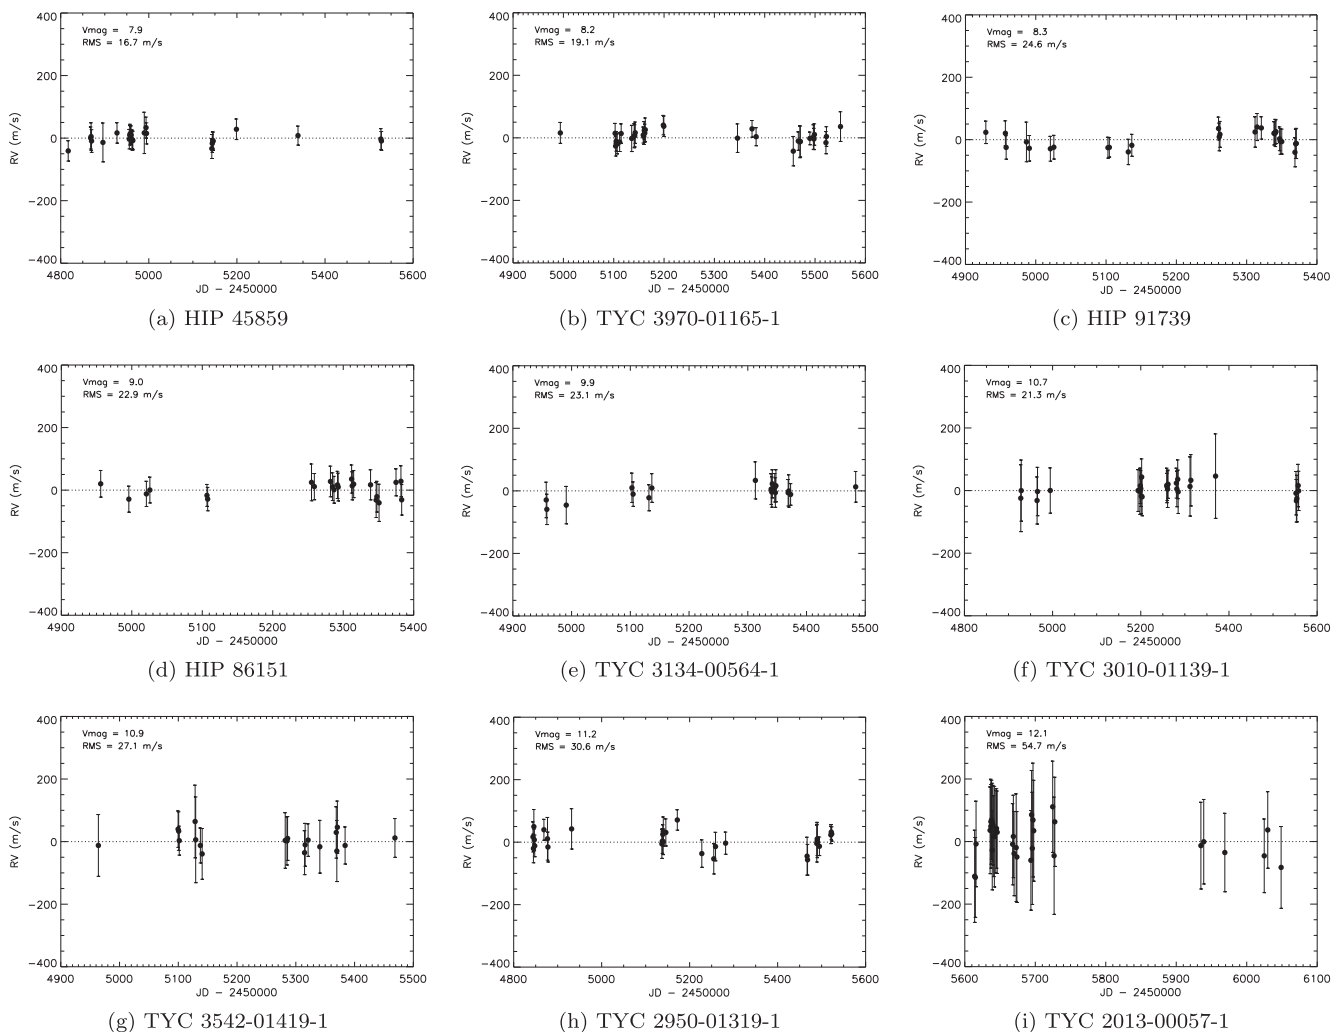 Vmag = 7.9
RMS = 16.7 m/s
RV (m/s)
400
200
0
−200
−400
4800 5000 5200 5400 5600
JD − 2450000
(a) HIP 45859
Vmag = 8.2
RMS = 19.1 m/s
RV (m/s)
400
200
0
−200
−400
4900 5000 5100 5200 5300 5400 5500 5600
JD − 2450000
(b) TYC 3970-01165-1
Vmag = 8.3
RMS = 24.6 m/s
RV (m/s)
400
200
0
−200
−400
4900 5000 5100 5200 5300 5400
JD − 2450000
(c) HIP 91739
Vmag = 9.0
RMS = 22.9 m/s
RV (m/s)
400
200
0
−200
−400
4900 5000 5100 5200 5300 5400
JD − 2450000
(d) HIP 86151
Vmag = 9.9
RMS = 23.1 m/s
RV (m/s)
400
200
0
−200
−400
4900 5000 5100 5200 5300 5400 5500
JD − 2450000
(e) TYC 3134-00564-1
Vmag = 10.7
RMS = 21.3 m/s
RV (m/s)
400
200
0
−200
−400
4800 5000 5200 5400 5600
JD − 2450000
(f) TYC 3010-01139-1
Vmag = 10.9
RMS = 27.1 m/s
RV (m/s)
400
200
0
−200
−400
4900 5000 5100 5200 5300 5400 5500
JD − 2450000
(g) TYC 3542-01419-1
Vmag = 11.2
RMS = 30.6 m/s
RV (m/s)
400
200
0
−200
−400
4800 5000 5200 5400 5600
JD − 2450000
(h) TYC 2950-01319-1
Vmag = 12.1
RMS = 54.7 m/s
RV (m/s)
400
200
0
−200
−400
5600 5700 5800 5900 6000 6100
JD − 2450000
(i) TYC 2013-00057-1